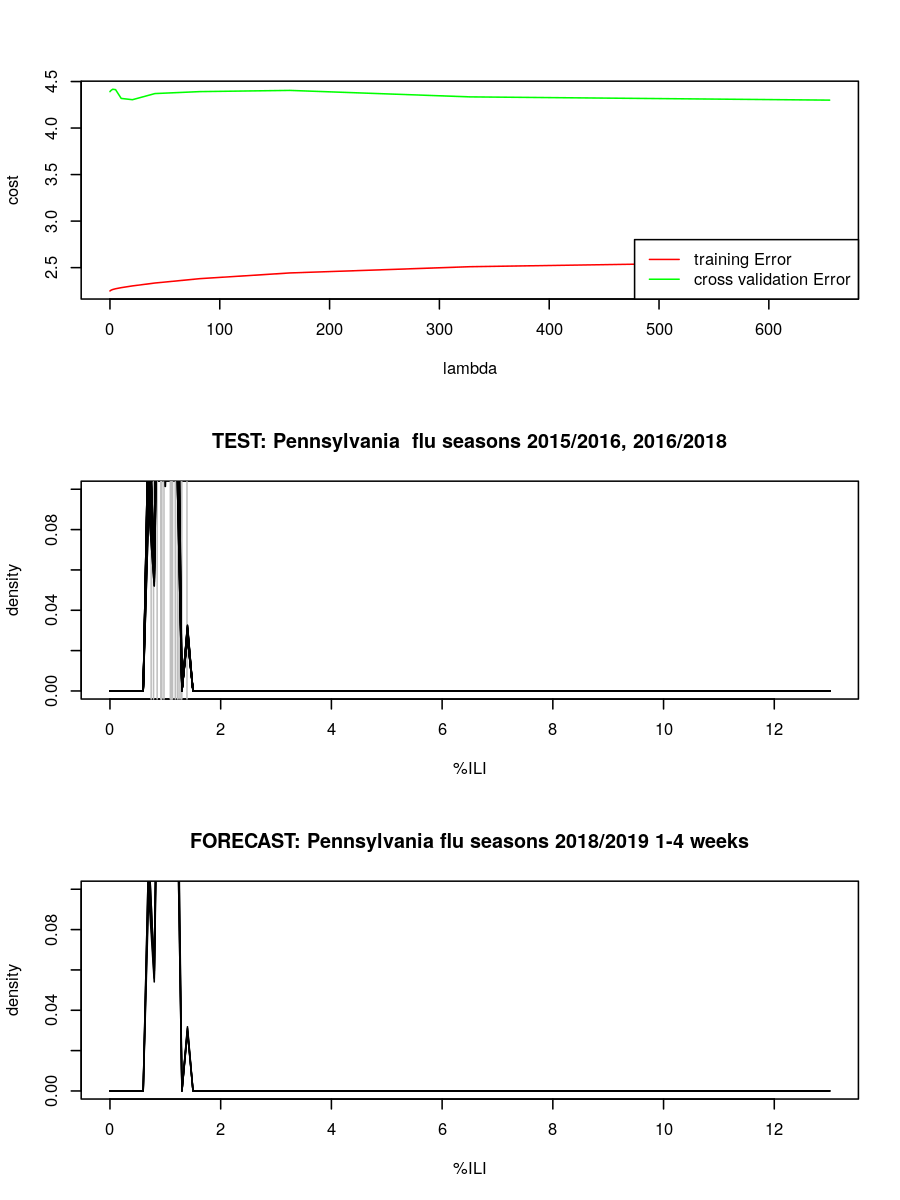 4.5
4.0
3.5
3.0
2.5
cost
training Error
cross validation Error
0 100 200 300 400 500 600
lambda
TEST: Pennsylvania  flu seasons 2015/2016, 2016/2018
0.08
0.04
0.00
density
0 2 4 6 8 10 12
%ILI
FORECAST: Pennsylvania flu seasons 2018/2019 1-4 weeks
0.08
0.04
0.00
density
0 2 4 6 8 10 12
%ILI